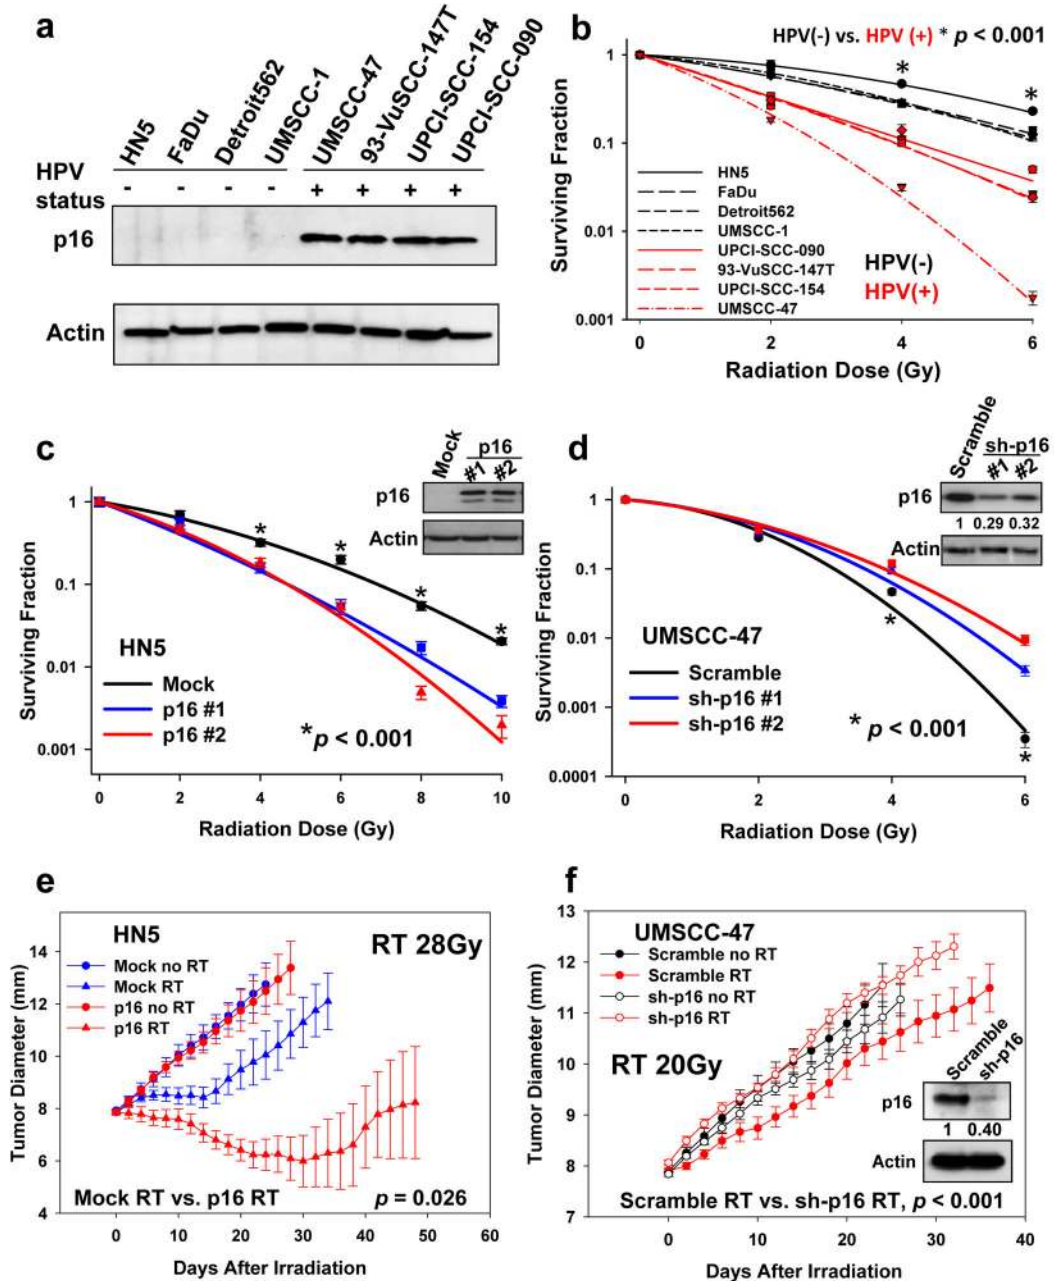 a
HN5
FaDu
Detroit562
UMSCC-1
UMSCC-47
93-VuSCC-147T
UPCI-SCC-154
UPCI-SCC-090
HPV
status
- - - - + + + +
p16
Actin
b
HPV(-) vs. HPV (+) * p < 0.001
*
*
1
0.1
0.01
0.001
Surviving Fraction
HN5
FaDu
Detroit562
UMSCC-1
UPCI-SCC-090
93-VuSCC-147T
UPCI-SCC-154
UMSCC-47
HPV(-)
HPV(+)
0 2 4 6
Radiation Dose (Gy)
c
Mock
p16
#1 #2
p16
Actin
1
0.1
0.01
0.001
Surviving Fraction
* * * *
HN5
Mock
p16 #1
p16 #2
* p < 0.001
0 2 4 6 8 10
Radiation Dose (Gy)
d
Scramble
sh-p16
#1 #2
p16
1 0.29 0.32
Actin
1
0.1
0.01
0.001
0.0001
Surviving Fraction
*
*
UMSCC-47
Scramble
sh-p16 #1
sh-p16 #2
* p < 0.001
0 2 4 6
Radiation Dose (Gy)
e
HN5
RT 28Gy
Mock no RT
Mock RT
p16 no RT
p16 RT
14
12
10
8
6
4
Tumor Diameter (mm)
Mock RT vs. p16 RT p = 0.026
0 10 20 30 40 50 60
Days After Irradiation
f
UMSCC-47
Scramble no RT
Scramble RT
sh-p16 no RT
sh-p16 RT
RT 20Gy
13
12
11
10
9
8
7
Tumor Diameter (mm)
Scramble
sh-p16
p16
1 0.40
Actin
Scramble RT vs. sh-p16 RT, p < 0.001
0 10 20 30 40
Days After Irradiation